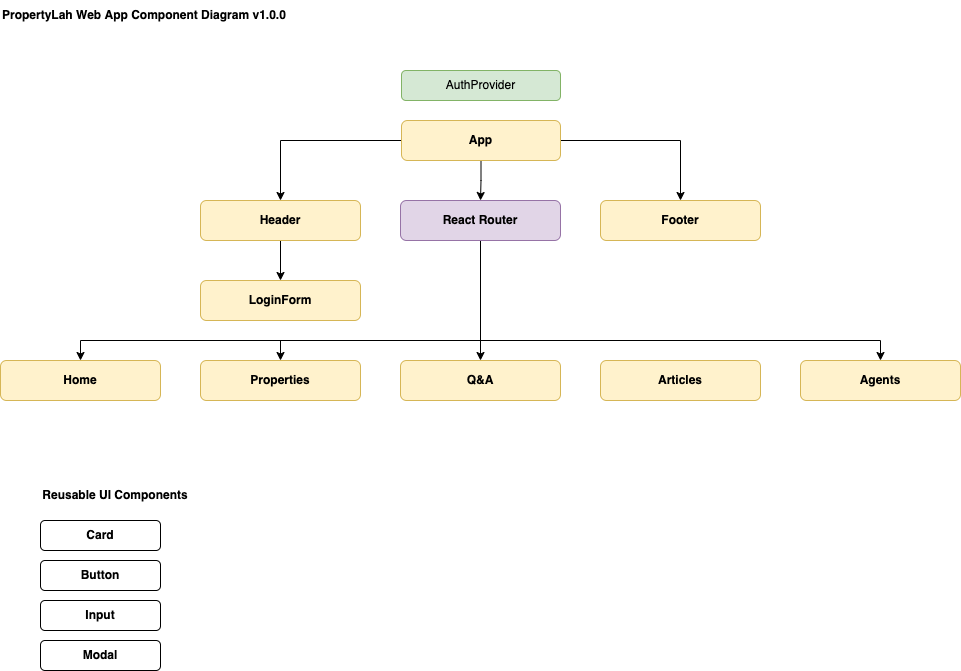 PropertyLah Web App Component Diagram v1.0.0
AuthProvider
App
Header
React Router
Footer
LoginForm
Home
Properties
Q&A
Articles
Agents
Reusable UI Components
Card
Button
Input
Modal